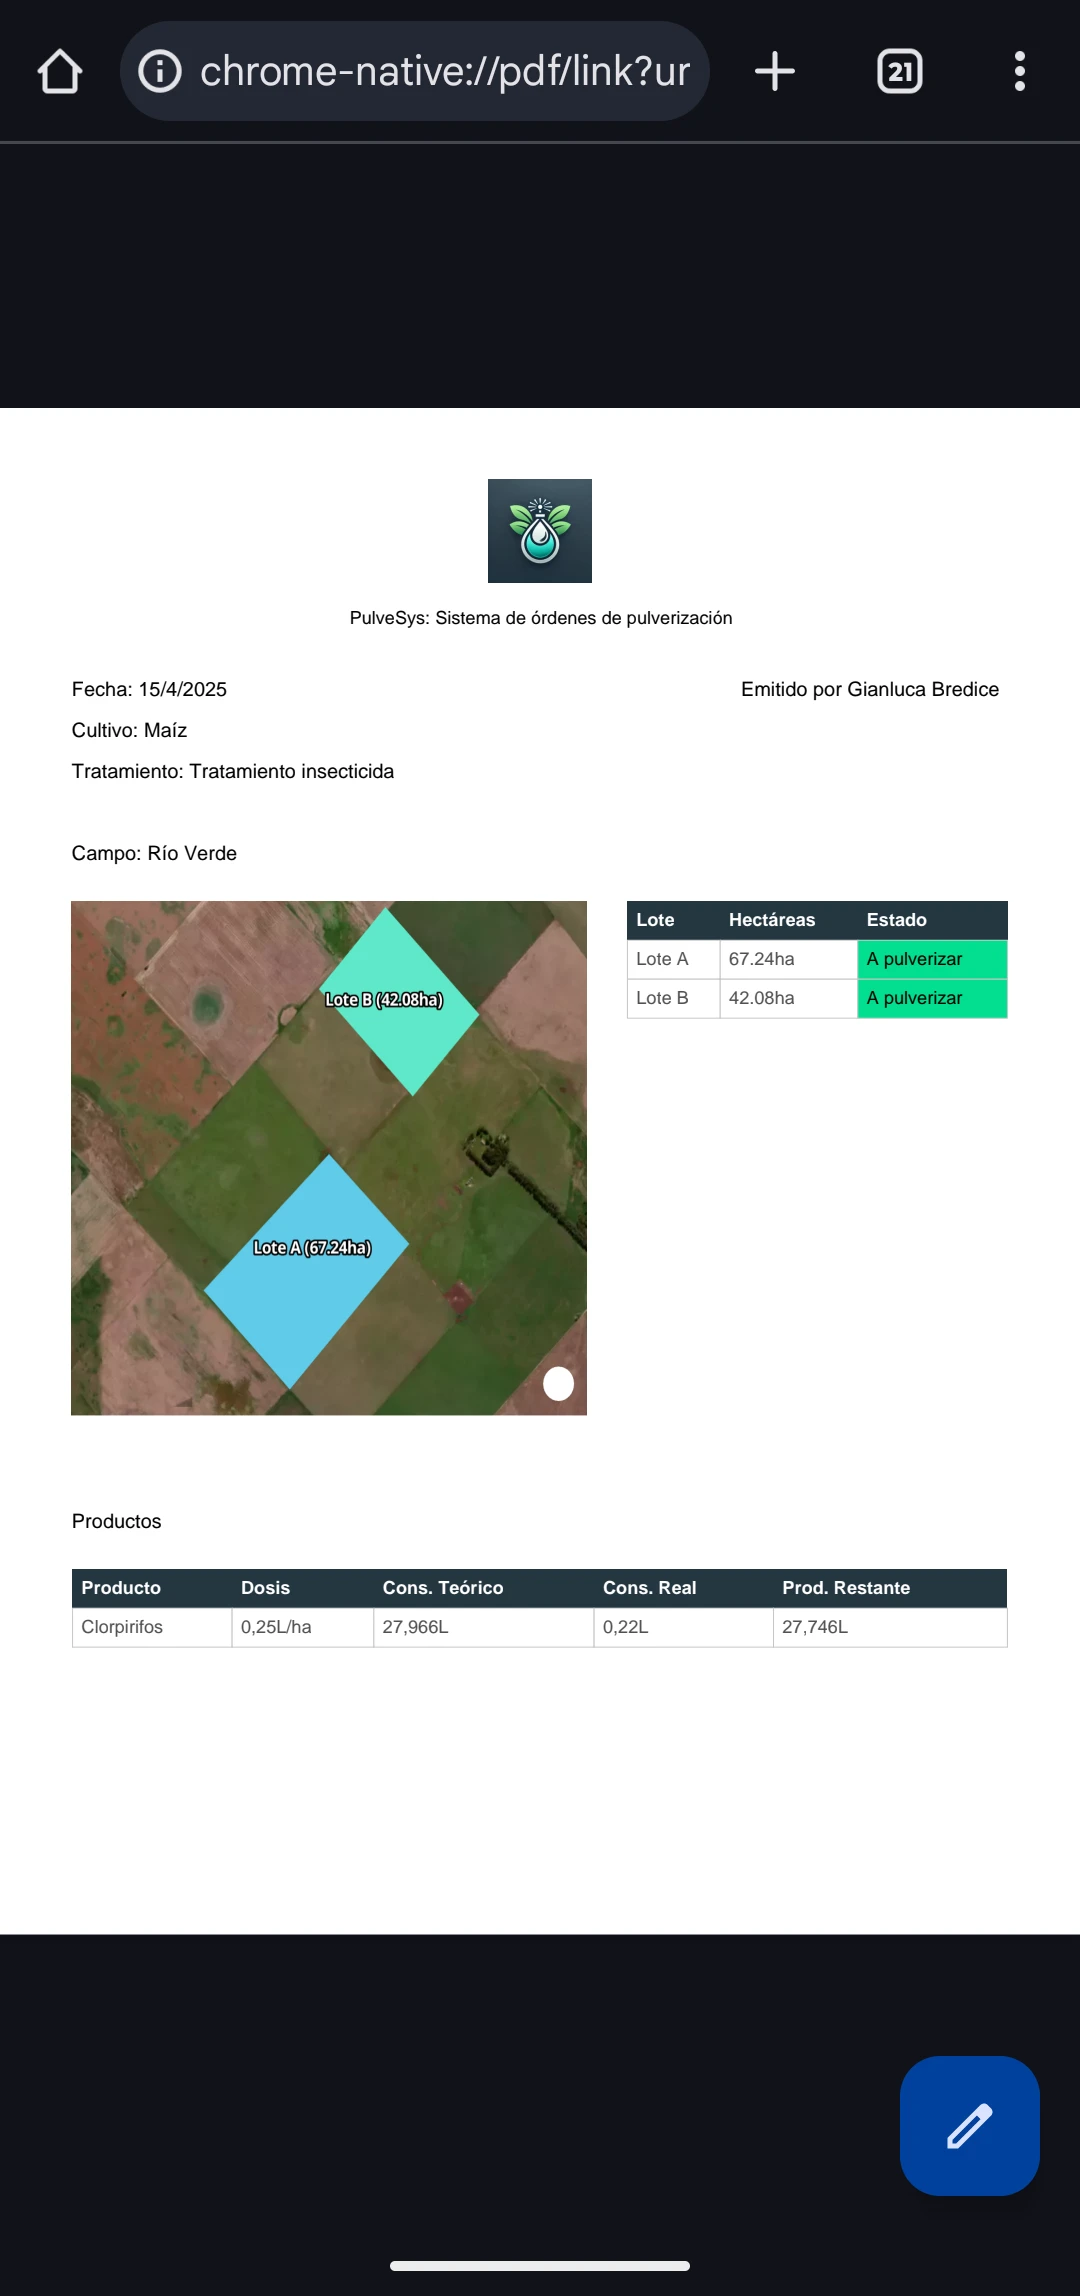 chrome-native://pdf/link?ur
21
PulveSys: Sistema de órdenes de pulverización
Fecha: 15/4/2025
Emitido por Gianluca Bredice
Cultivo: Maíz
Tratamiento: Tratamiento insecticida
Campo: Río Verde
Lote B (42.08ha)
Lote A (67.24ha)
Lote Hectáreas Estado
Lote A 67.24ha A pulverizar
Lote B 42.08ha A pulverizar
Productos
Producto Dosis Cons. Teórico Cons. Real Prod. Restante
Clorpirifos 0,25L/ha 27,966L 0,22L 27,746L